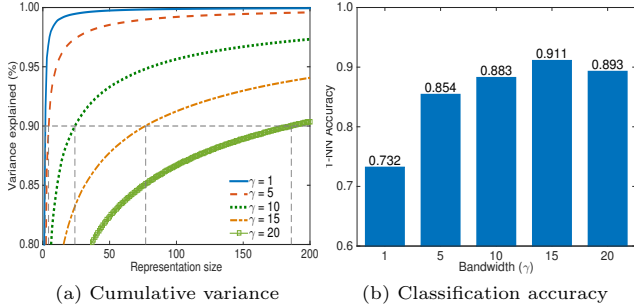 1.00
0.95
0.90
0.85
0.80
Variance explained (%)
γ = 1
γ = 5
γ = 10
γ = 15
γ = 20
0 50 100 150 200
Representation size
(a) Cumulative variance
1
0.9
0.8
0.7
0.6
1-NN Accuracy
0.732
0.854
0.883
0.911
0.893
1 5 10 15 20
Bandwidth (γ)
(b) Classification accuracy